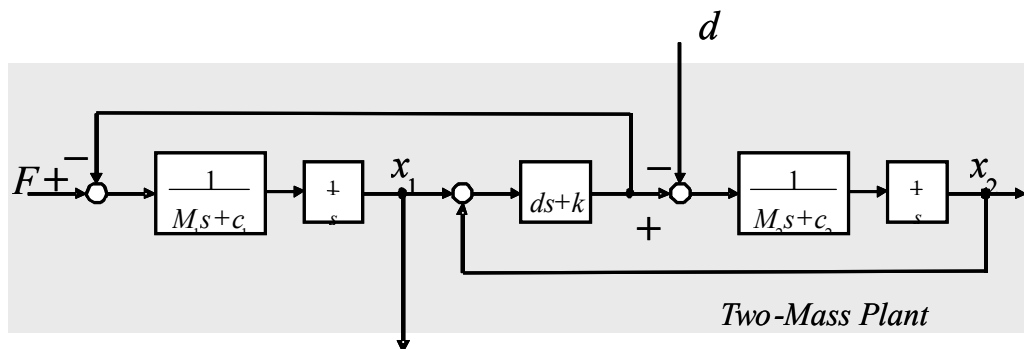 d
F + −
1
M₁s+c₁
1
s
x₁
ds+k
−
+
1
M₂s+c₂
1
s
x₂
Two-Mass Plant